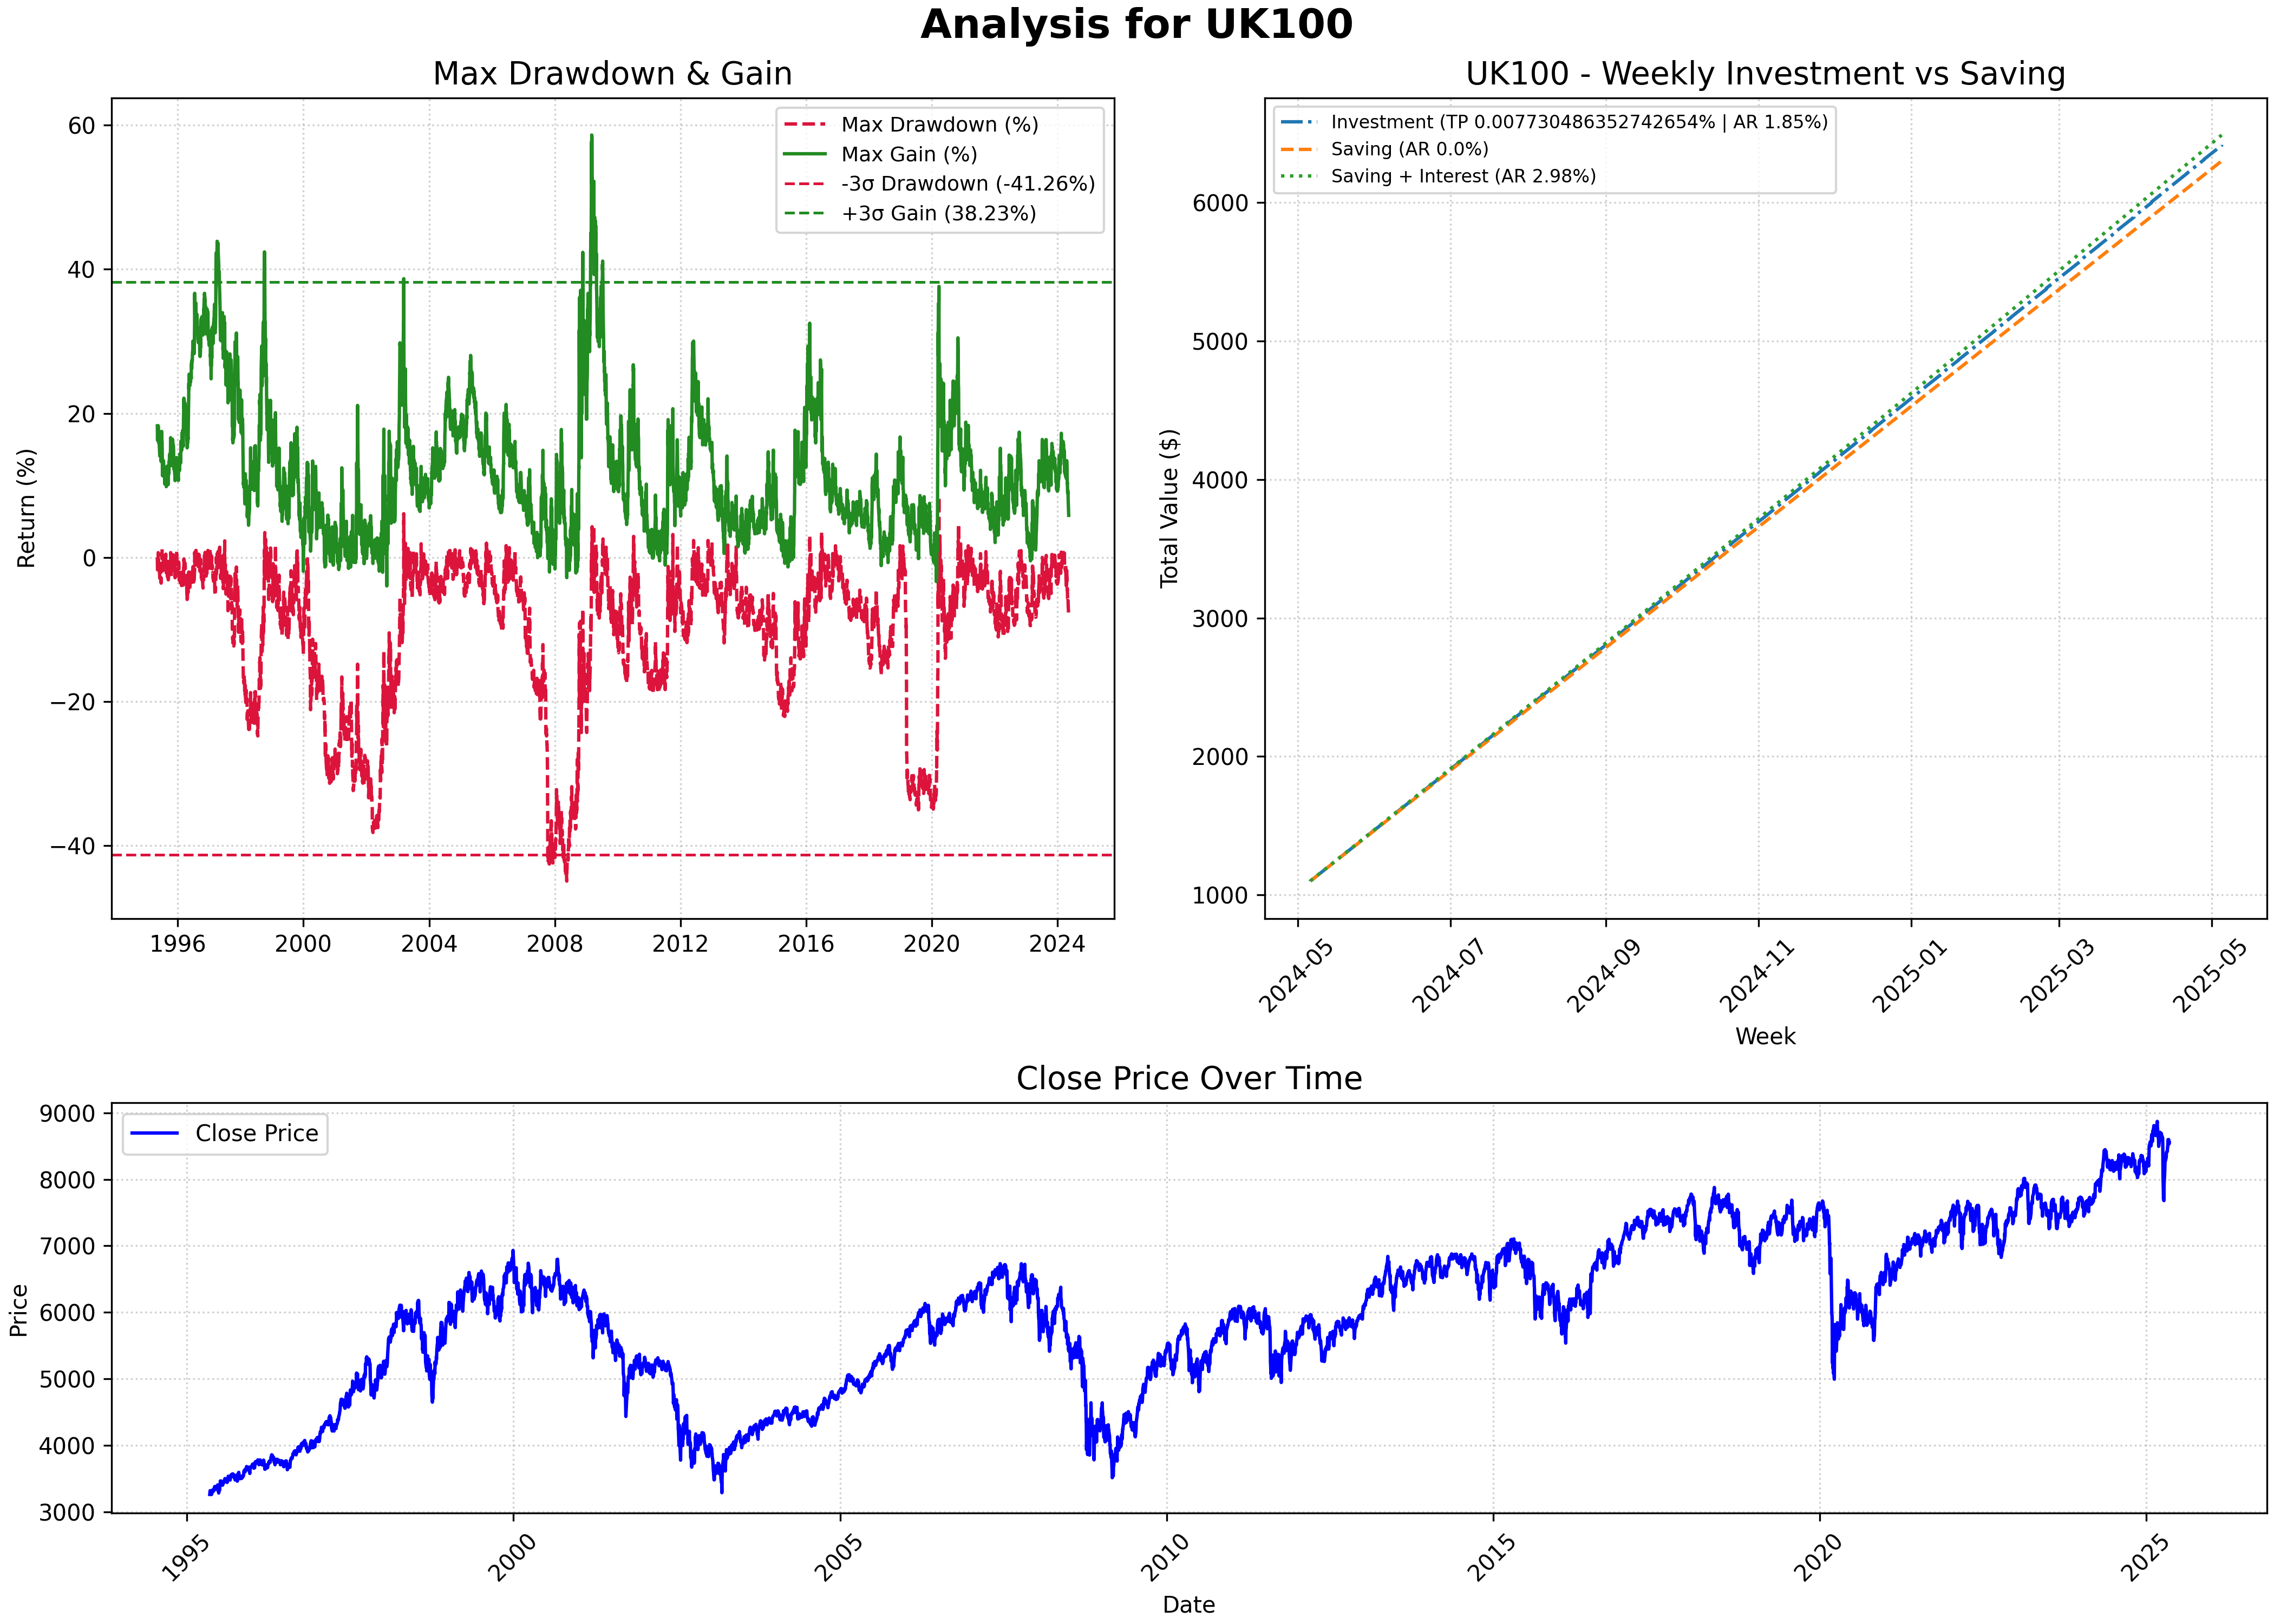 Analysis for UK100
Max Drawdown & Gain
Return (%)
60
40
20
0
−20
−40
1996
2000
2004
2008
2012
2016
2020
2024
Max Drawdown (%)
Max Gain (%)
-3σ Drawdown (-41.26%)
+3σ Gain (38.23%)
UK100 - Weekly Investment vs Saving
Total Value ($)
6000
5000
4000
3000
2000
1000
2024-05
2024-07
2024-09
2024-11
2025-01
2025-03
2025-05
Week
Investment (TP 0.007730486352742654% | AR 1.85%)
Saving (AR 0.0%)
Saving + Interest (AR 2.98%)
Close Price Over Time
Price
9000
8000
7000
6000
5000
4000
3000
1995
2000
2005
2010
2015
2020
2025
Date
Close Price